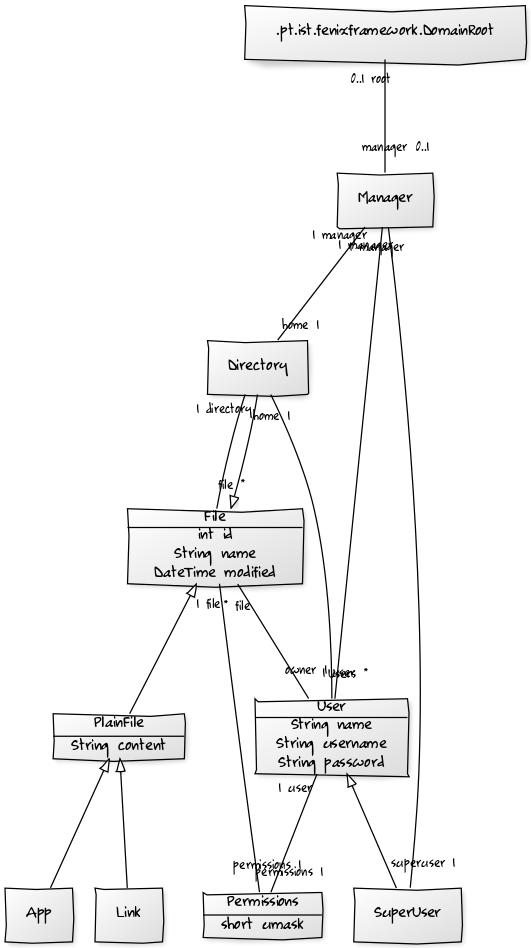 .pt.ist.fenixframework.DomainRoot
0..1 root
manager 0..1
Manager
1 manager
1 manager
manager
home 1
Directory
1 directory
home 1
file *
File
int id
String name
DateTime modified
1 file
* file
owner 1
users *
PlainFile
String content
User
String name
String username
String password
1 user
permissions 1
permissions 1
superuser 1
App
Link
Permissions
short umask
SuperUser